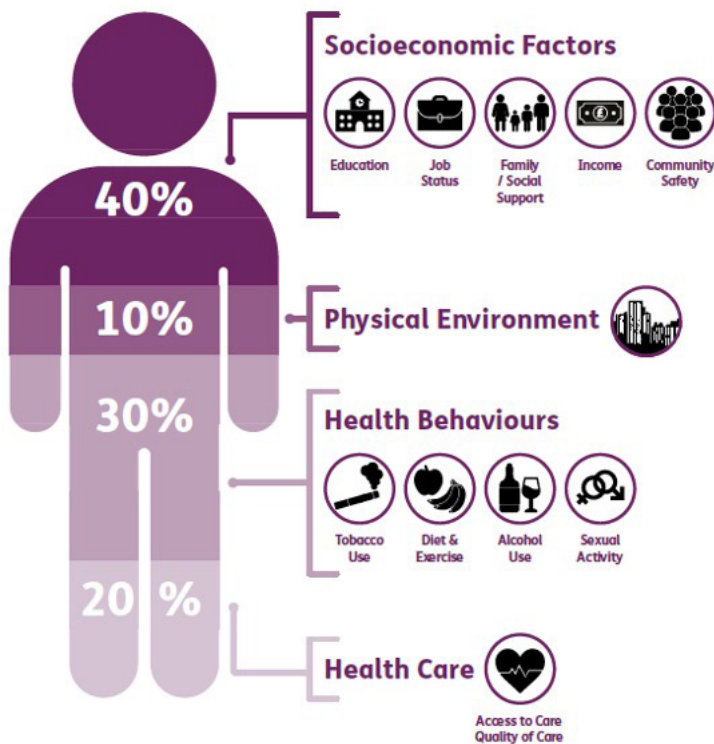 Socioeconomic Factors
Education
Job
Status
Family
/ Social
Support
Income
Community
Safety
40%
10%
Physical Environment
30%
Health Behaviours
Tobacco
Use
Diet &
Exercise
Alcohol
Use
Sexual
Activity
20 %
Health Care
Access to Care
Quality of Care